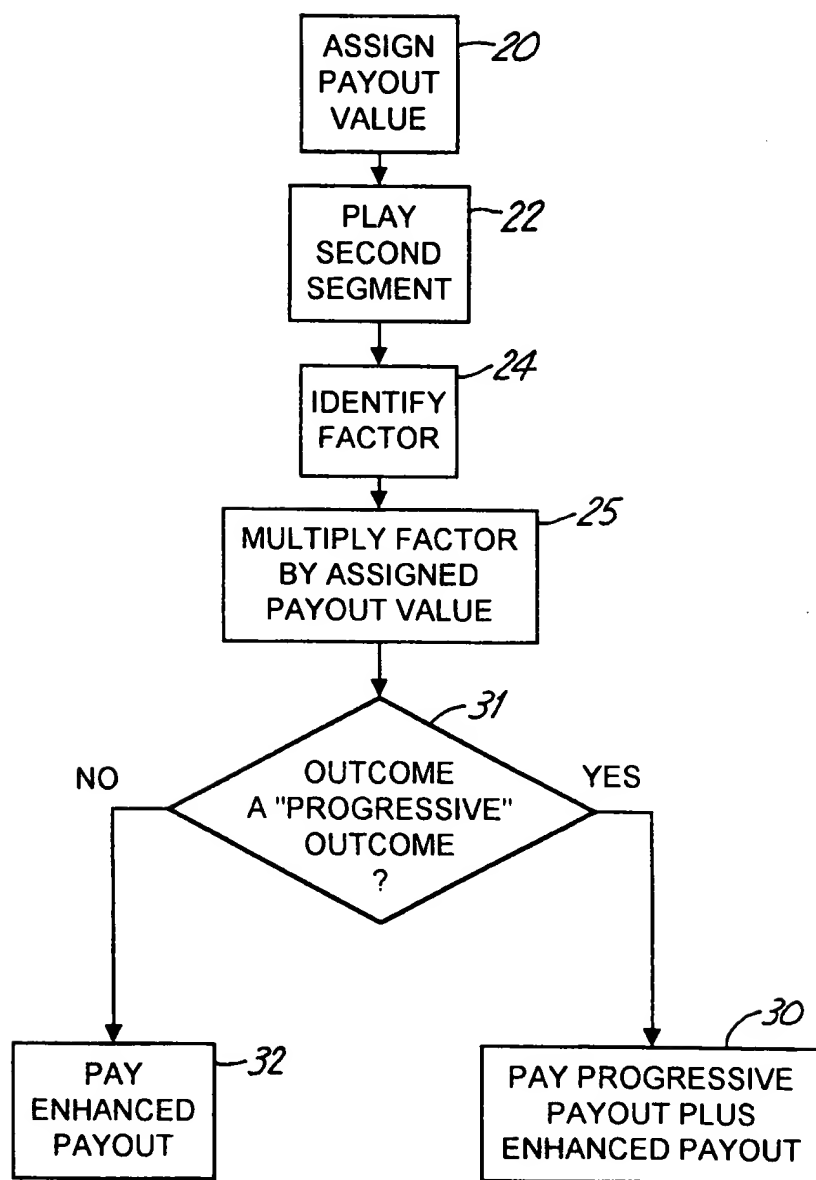 ASSIGN
PAYOUT
VALUE
20
PLAY
SECOND
SEGMENT
22
IDENTIFY
FACTOR
24
MULTIPLY FACTOR
BY ASSIGNED
PAYOUT VALUE
25
OUTCOME
A "PROGRESSIVE"
OUTCOME
?
31
NO
YES
PAY
ENHANCED
PAYOUT
32
PAY PROGRESSIVE
PAYOUT PLUS
ENHANCED PAYOUT
30